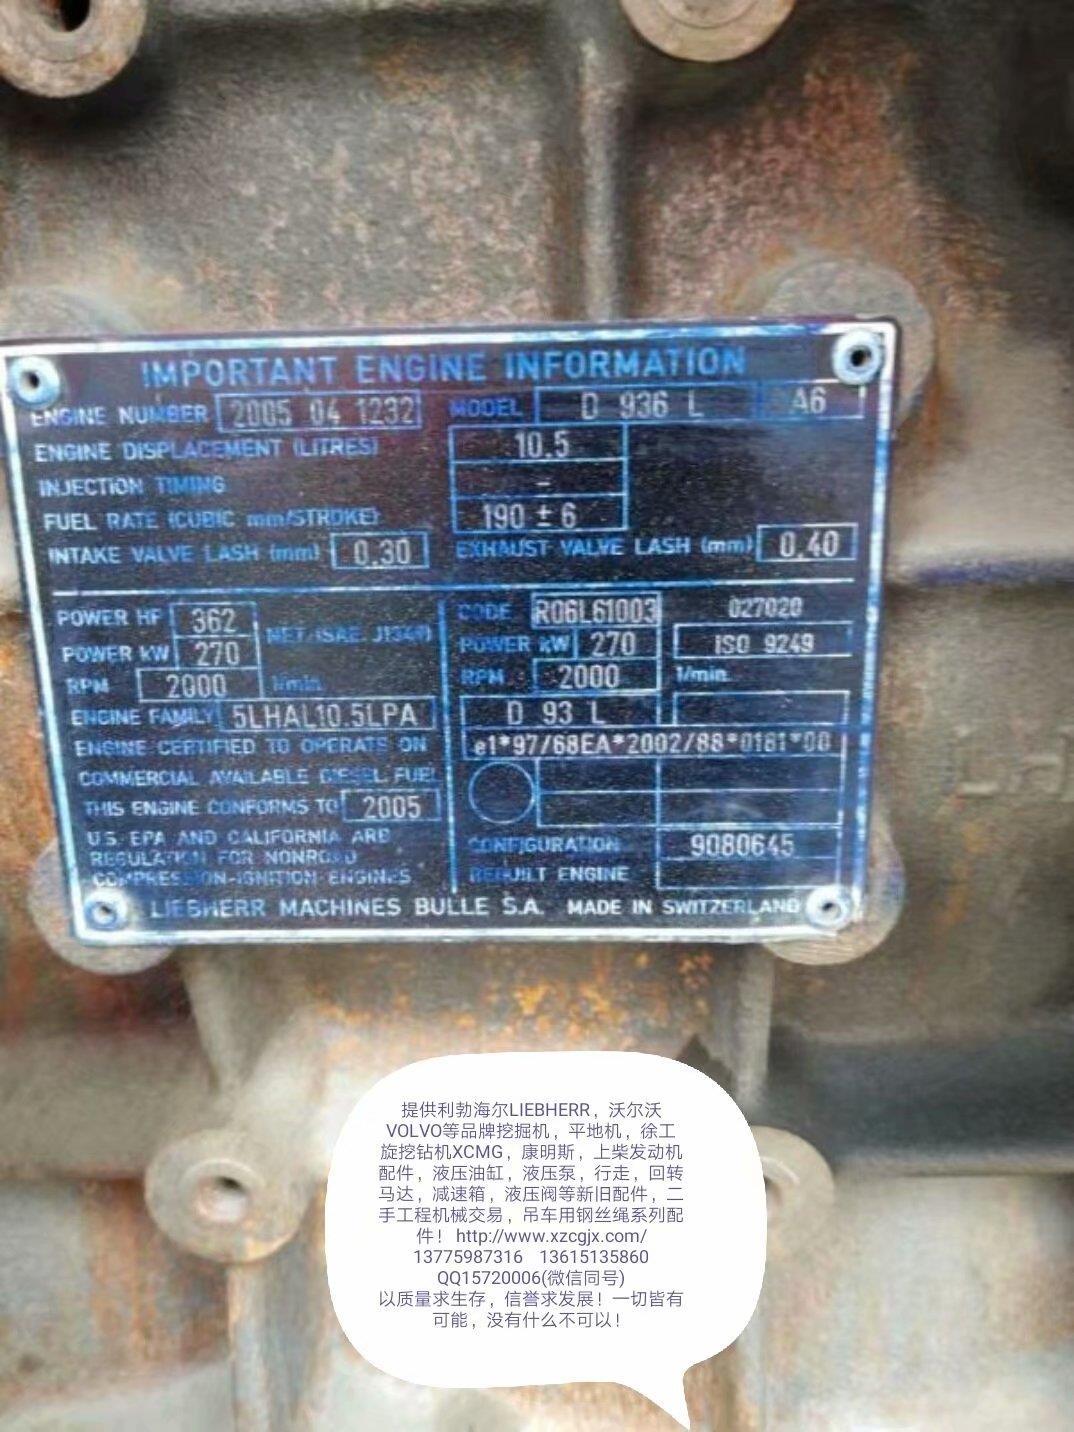 IMPORTANT ENGINE INFORMATION
ENGINE NUMBER 2005 04 1232 MODEL D 936 L A6
ENGINE DISPLACEMENT (LITRES) 10.5
INJECTION TIMING -
FUEL RATE (CUBIC mm/STROKE) 190 ± 6
INTAKE VALVE LASH (mm) 0.30 EXHAUST VALVE LASH (mm) 0.40
POWER HP 362 NET (SAE J1349)
POWER kW 270
RPM 2000 1/min
ENGINE FAMILY 5LHAL10.5LPA
ENGINE CERTIFIED TO OPERATE ON
COMMERCIAL AVAILABLE DIESEL FUEL
THIS ENGINE CONFORMS TO 2005
U.S. EPA AND CALIFORNIA ARB
REGULATION FOR NONROAD
COMPRESSION-IGNITION ENGINES
CODE R06L61003 027020
POWER kW 270 ISO 9249
RPM 2000 1/min
D 93 L
e1*97/68EA*2002/88*0181*00
CONFIGURATION 9080645
REBUILT ENGINE
LIEBHERR MACHINES BULLE S.A. MADE IN SWITZERLAND
提供利勃海尔LIEBHERR，沃尔沃
VOLVO等品牌挖掘机，平地机，徐工
旋挖钻机XCMG，康明斯，上柴发动机
配件，液压油缸，液压泵，行走，回转
马达，减速箱，液压阀等新旧配件，二
手工程机械交易，吊车用钢丝绳系列配
件！http://www.xzcgjx.com/
13775987316 13615135860
QQ15720006(微信同号)
以质量求生存，信誉求发展！一切皆有
可能，没有什么不可以！